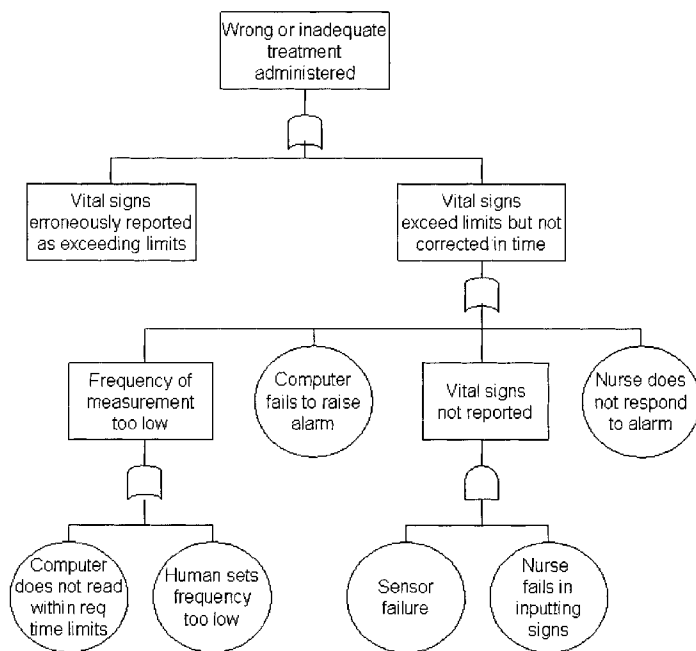 Wrong or inadequate
treatment
administered
Vital signs
erroneously reported
as exceeding limits
Vital signs
exceed limits but not
corrected in time
Frequency of
measurement
too low
Computer
fails to raise
alarm
Vital signs
not reported
Nurse does
not respond
to alarm
Computer
does not read
within req
time limits
Human sets
frequency
too low
Sensor
failure
Nurse
fails in
inputting
signs